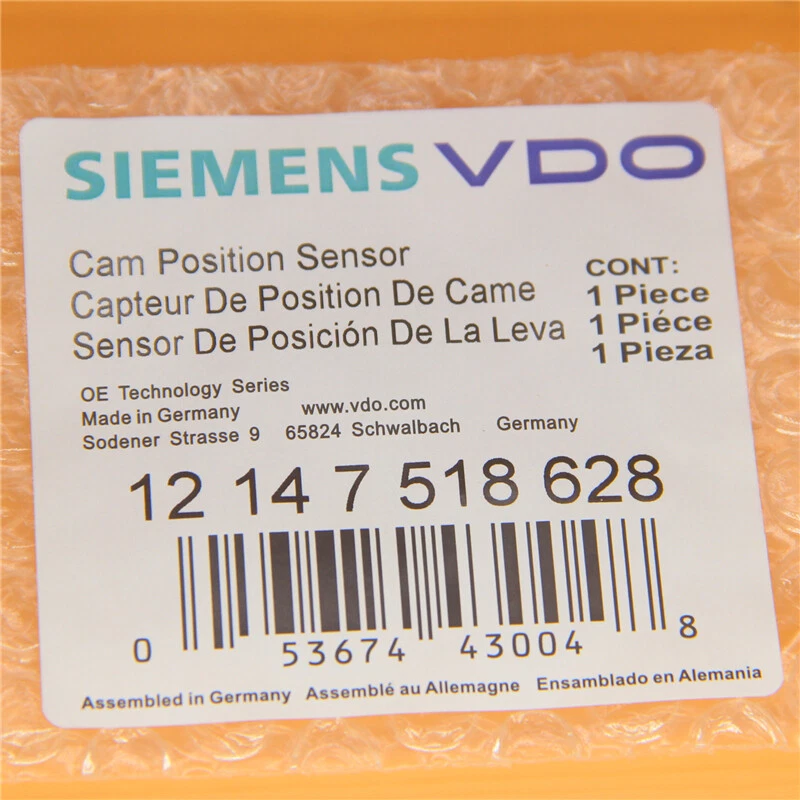 SIEMENS VDO
Cam Position Sensor
Capteur De Position De Came
Sensor De Posición De La Leva
CONT:
1 Piece
1 Piéce
1 Pieza
OE Technology Series
Made in Germany www.vdo.com
Sodener Strasse 9 65824 Schwalbach Germany
12 14 7 518 628
0 53674 43004 8
Assembled in Germany Assemblé au Allemagne Ensamblado en Alemania